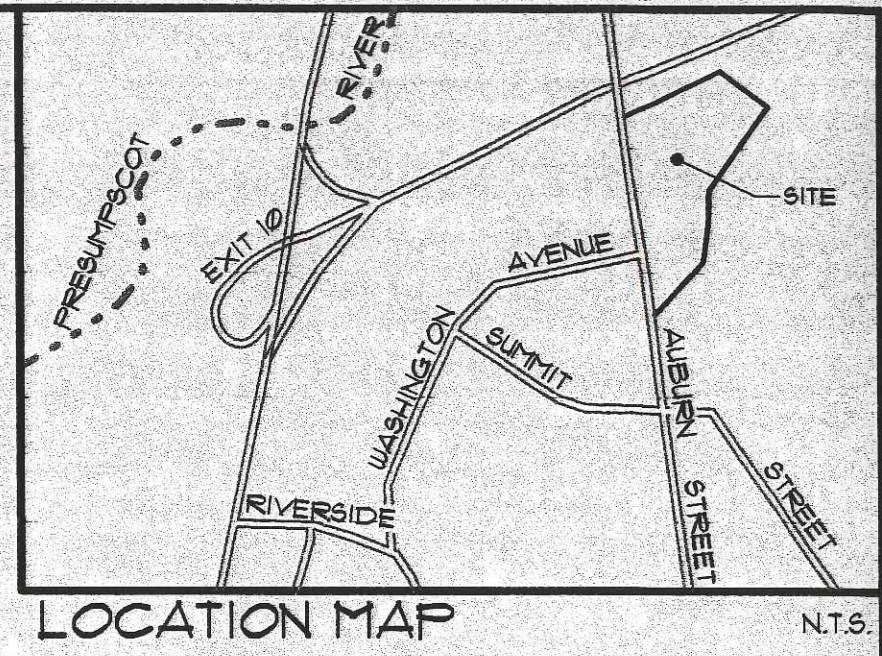 PRESUMPSCOT
RIVER
EXIT 10
SITE
AVENUE
WASHINGTON
SUMMIT
AUBURN
STREET
STREET
RIVERSIDE
LOCATION MAP
N.T.S.